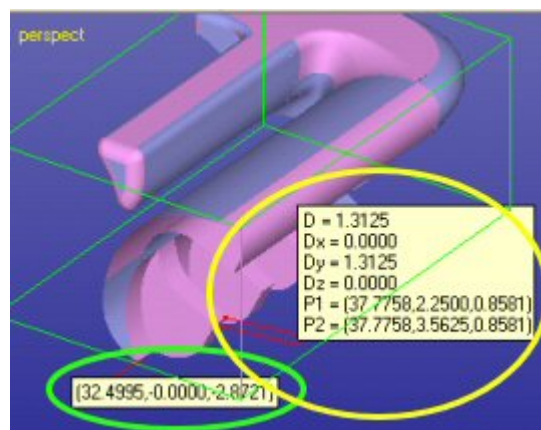 perspect
D = 1.3125
Dx = 0.0000
Dy = 1.3125
Dz = 0.0000
P1 = (37.7758,2.2500,0.8581)
P2 = (37.7758,3.5625,0.8581)
(32.4995,-0.0000,-2.8721)